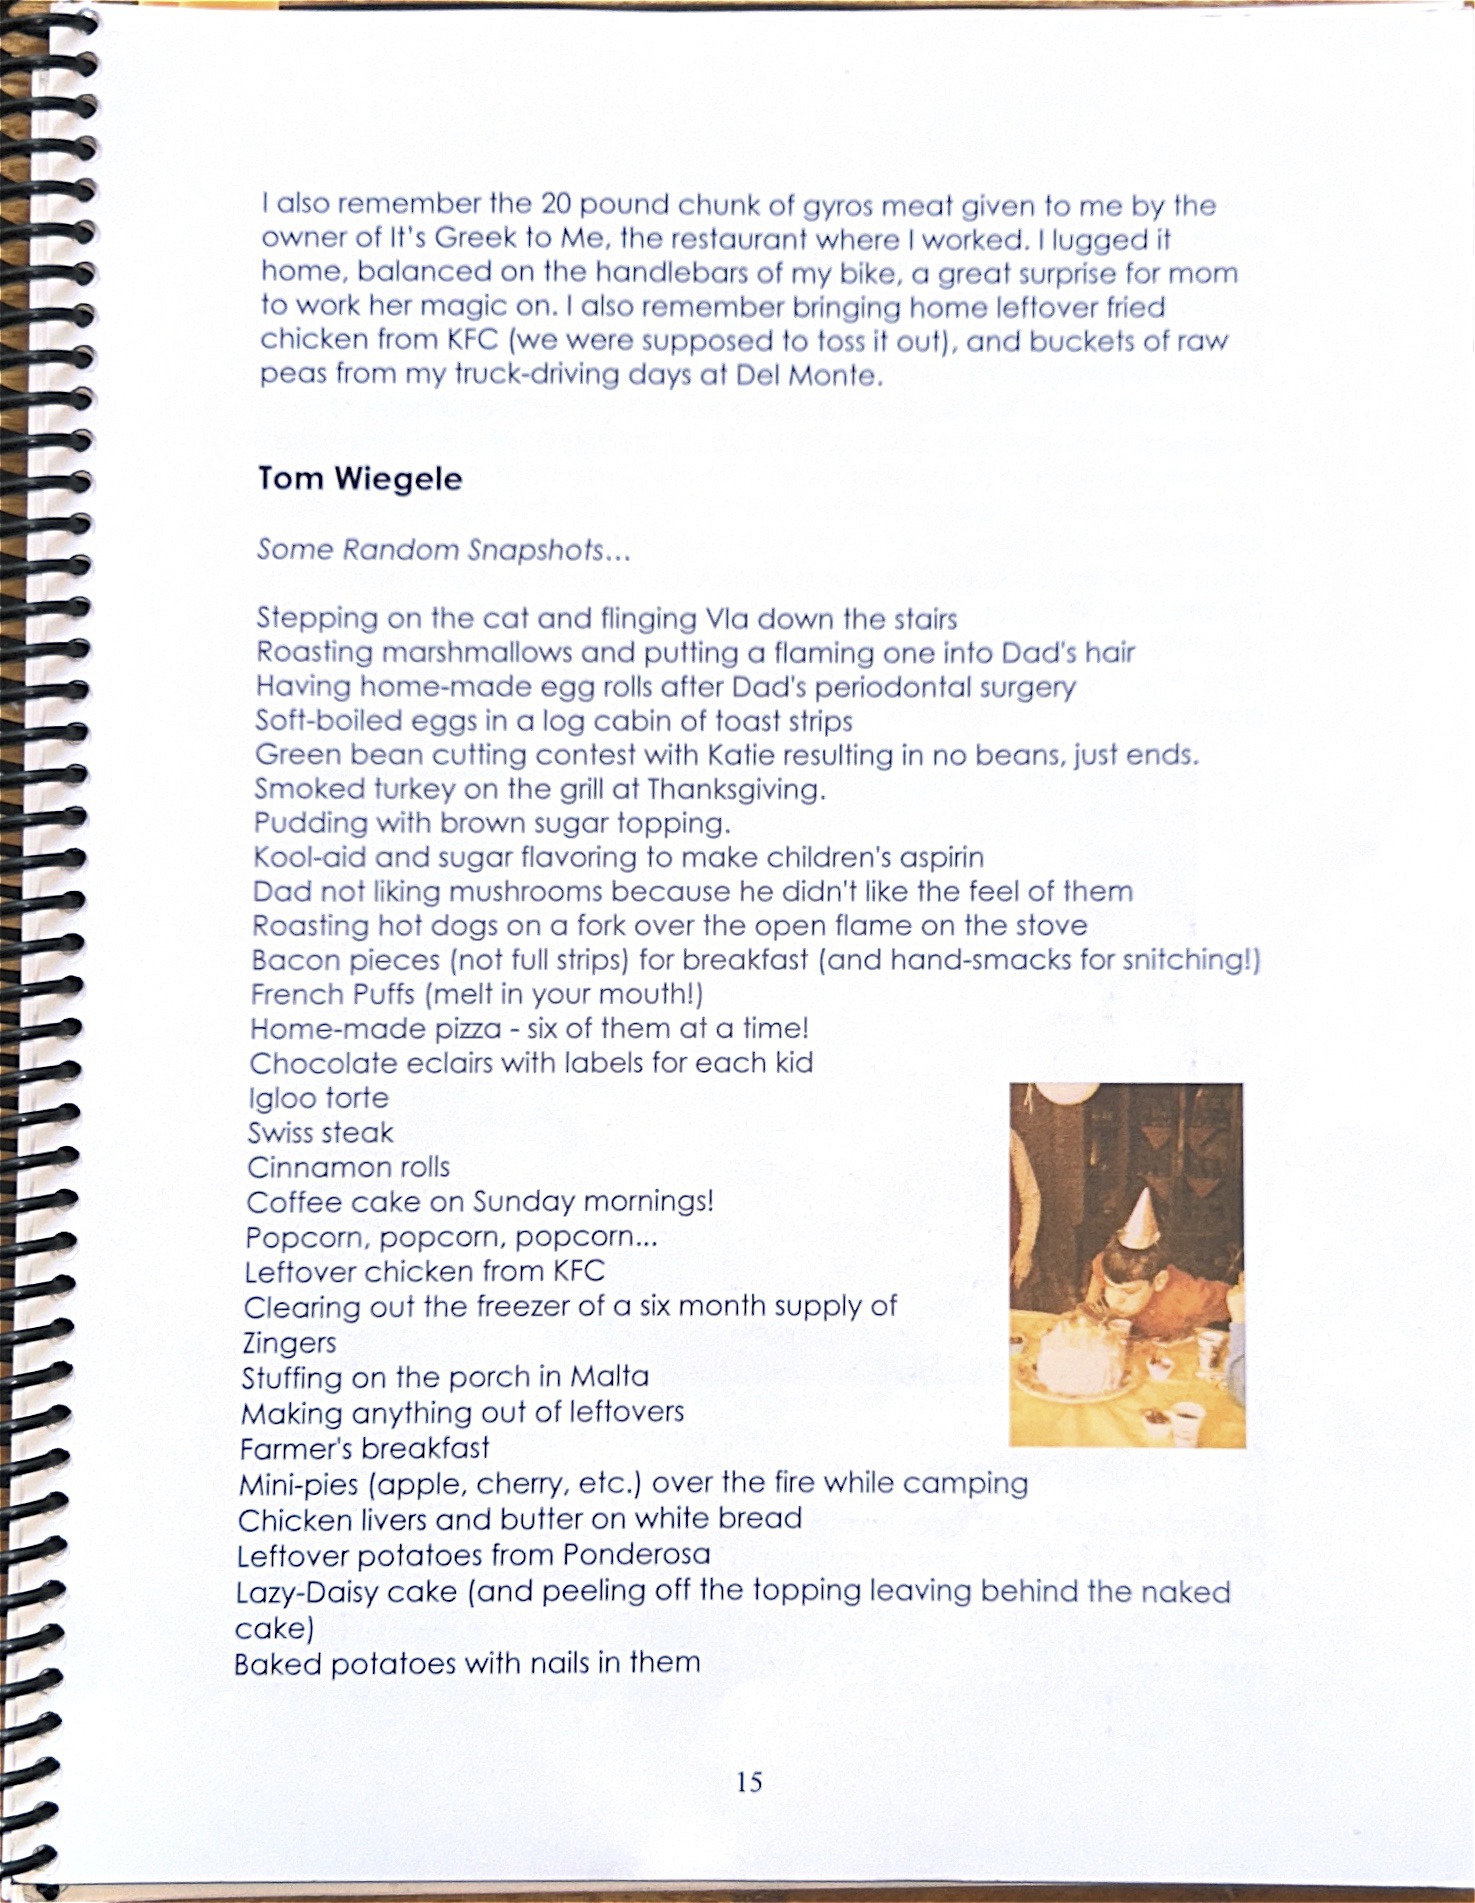 I also remember the 20 pound chunk of gyros meat given to me by the
owner of It's Greek to Me, the restaurant where I worked. I lugged it
home, balanced on the handlebars of my bike, a great surprise for mom
to work her magic on. I also remember bringing home leftover fried
chicken from KFC (we were supposed to toss it out), and buckets of raw
peas from my truck-driving days at Del Monte.
Tom Wiegele
Some Random Snapshots...
Stepping on the cat and flinging Vla down the stairs
Roasting marshmallows and putting a flaming one into Dad's hair
Having home-made egg rolls after Dad's periodontal surgery
Soft-boiled eggs in a log cabin of toast strips
Green bean cutting contest with Katie resulting in no beans, just ends.
Smoked turkey on the grill at Thanksgiving.
Pudding with brown sugar topping.
Kool-aid and sugar flavoring to make children's aspirin
Dad not liking mushrooms because he didn't like the feel of them
Roasting hot dogs on a fork over the open flame on the stove
Bacon pieces (not full strips) for breakfast (and hand-smacks for snitching!)
French Puffs (melt in your mouth!)
Home-made pizza - six of them at a time!
Chocolate eclairs with labels for each kid
Igloo torte
Swiss steak
Cinnamon rolls
Coffee cake on Sunday mornings!
Popcorn, popcorn, popcorn...
Leftover chicken from KFC
Clearing out the freezer of a six month supply of
Zingers
Stuffing on the porch in Malta
Making anything out of leftovers
Farmer's breakfast
Mini-pies (apple, cherry, etc.) over the fire while camping
Chicken livers and butter on white bread
Leftover potatoes from Ponderosa
Lazy-Daisy cake (and peeling off the topping leaving behind the naked
cake)
Baked potatoes with nails in them
15